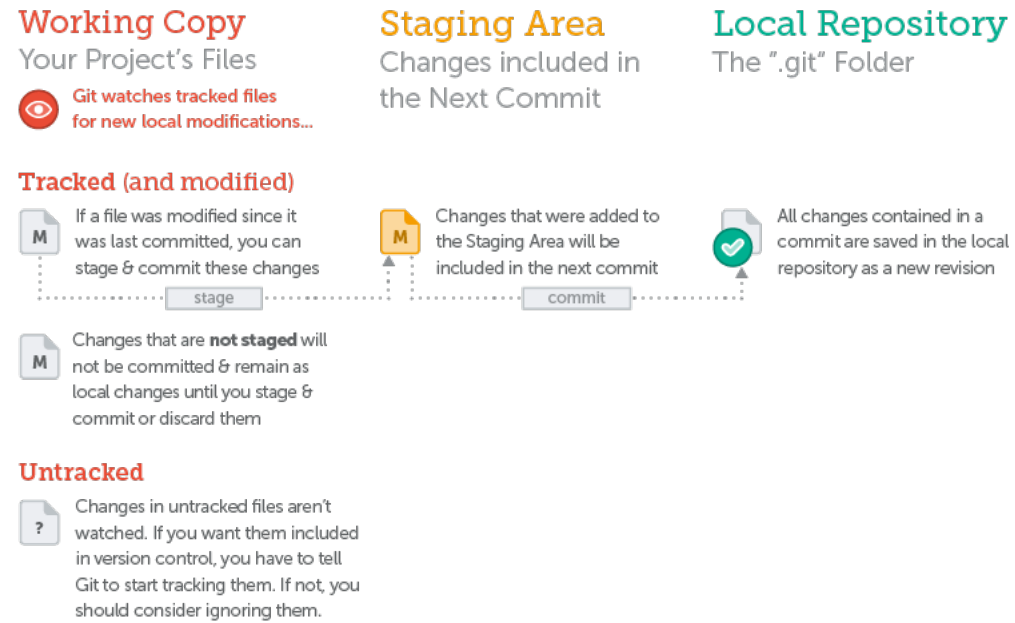 Working Copy
Your Project's Files
Git watches tracked files
for new local modifications...
Staging Area
Changes included in
the Next Commit
Local Repository
The ”.git“ Folder
Tracked (and modified)
M
If a file was modified since it
was last committed, you can
stage & commit these changes
stage
M
Changes that were added to
the Staging Area will be
included in the next commit
commit
All changes contained in a
commit are saved in the local
repository as a new revision
M
Changes that are not staged will
not be committed & remain as
local changes until you stage &
commit or discard them
Untracked
?
Changes in untracked files aren't
watched. If you want them included
in version control, you have to tell
Git to start tracking them. If not, you
should consider ignoring them.